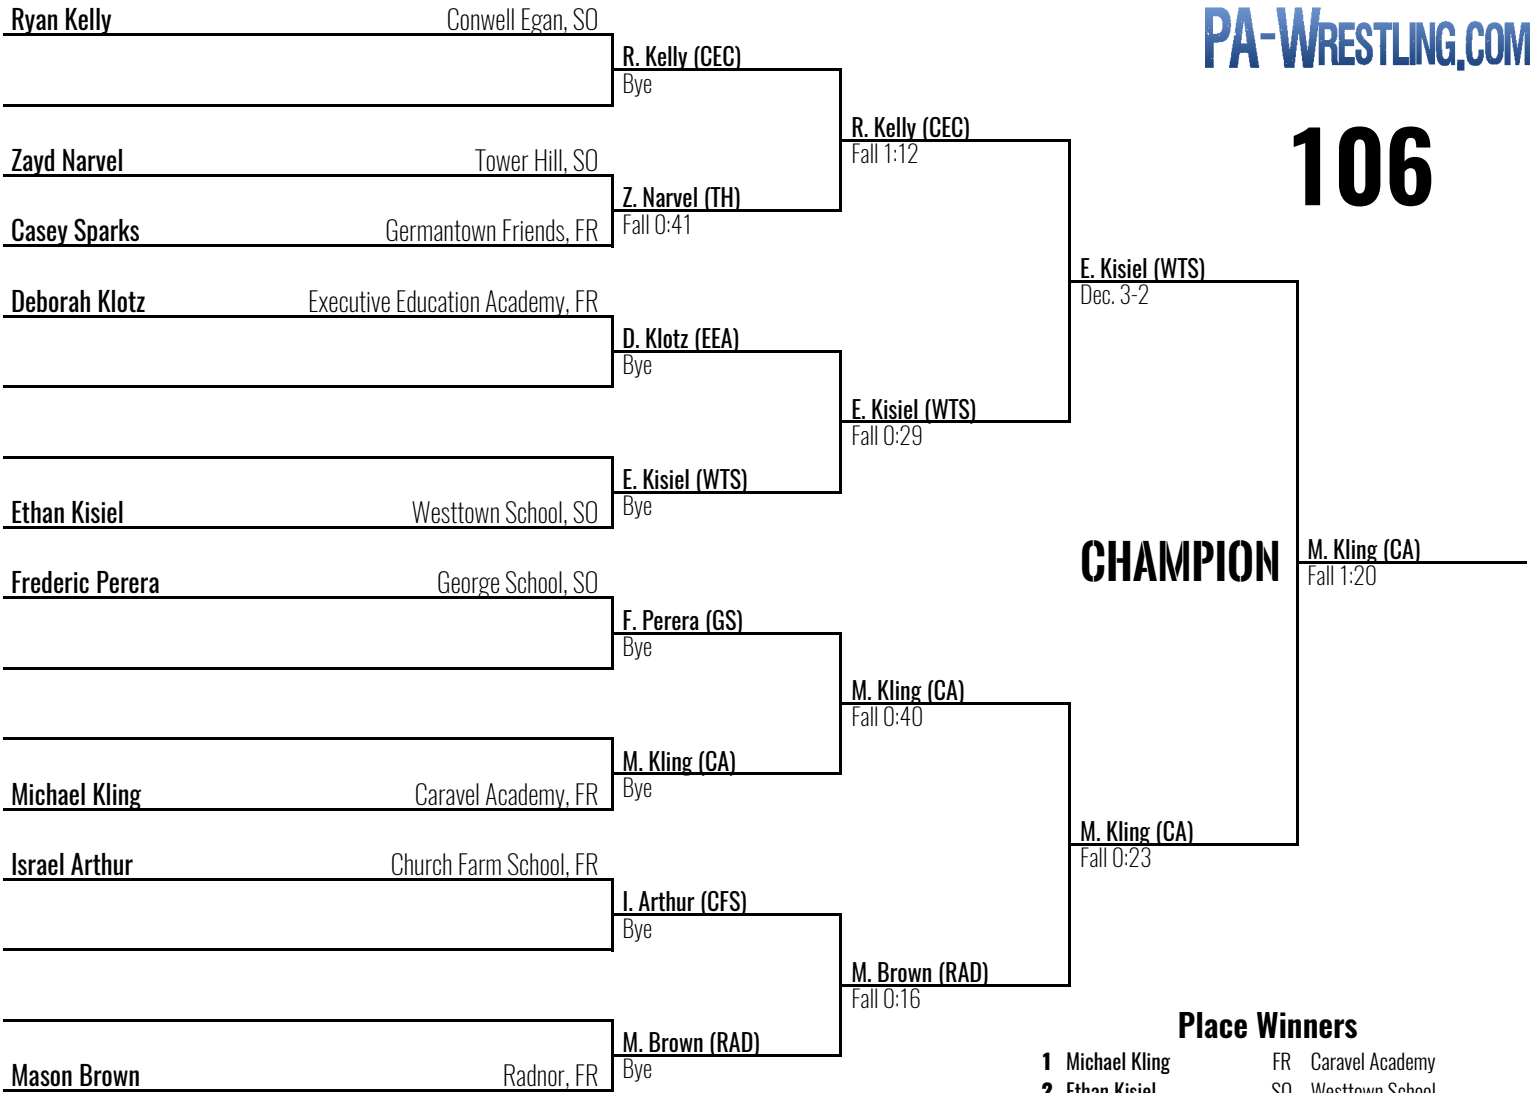 Ryan Kelly Conwell Egan, SO
PA-WRESTLING.COM
R. Kelly (CEC)
Bye
106
R. Kelly (CEC)
Fall 1:12
Zayd Narvel Tower Hill, SO
Z. Narvel (TH)
Fall 0:41
Casey Sparks Germantown Friends, FR
E. Kisiel (WTS)
Dec. 3-2
Deborah Klotz Executive Education Academy, FR
D. Klotz (EEA)
Bye
E. Kisiel (WTS)
Fall 0:29
E. Kisiel (WTS)
Bye
Ethan Kisiel Westtown School, SO
CHAMPION
M. Kling (CA)
Fall 1:20
Frederic Perera George School, SO
F. Perera (GS)
Bye
M. Kling (CA)
Fall 0:40
M. Kling (CA)
Bye
Michael Kling Caravel Academy, FR
M. Kling (CA)
Fall 0:23
Israel Arthur Church Farm School, FR
I. Arthur (CFS)
Bye
M. Brown (RAD)
Fall 0:16
M. Brown (RAD)
Bye
Mason Brown Radnor, FR
Place Winners
1 Michael Kling FR Caravel Academy
2 Ethan Kisiel SO Westtown School